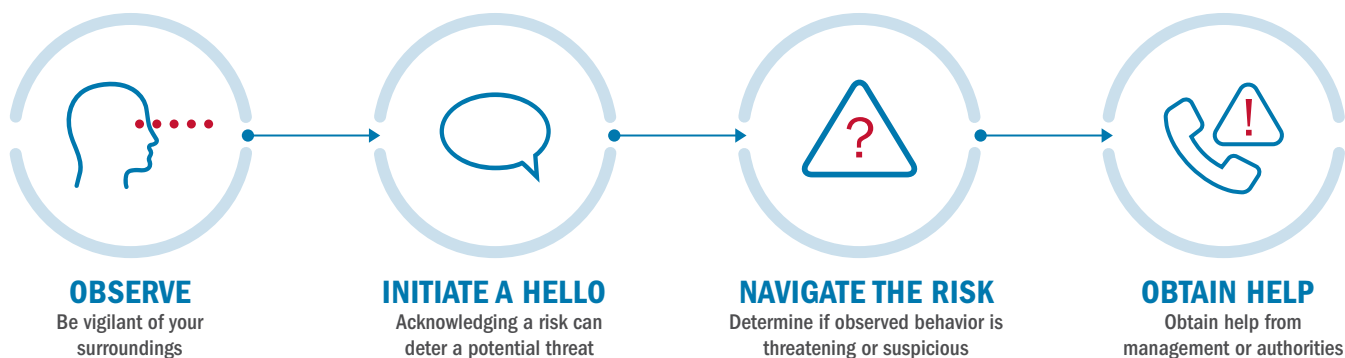 OBSERVE
Be vigilant of your
surroundings
INITIATE A HELLO
Acknowledging a risk can
deter a potential threat
?
NAVIGATE THE RISK
Determine if observed behavior is
threatening or suspicious
!
OBTAIN HELP
Obtain help from
management or authorities